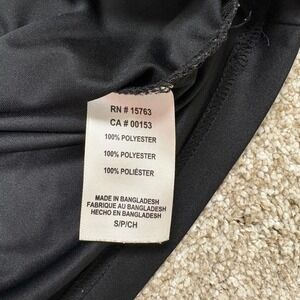 RN # 15763
CA # 00153
100% POLYESTER
100% POLYESTER
100% POLIÉSTER
MADE IN BANGLADESH
FABRIQUE AU BANGLADESH
HECHO EN BANGLADESH
S/P/CH